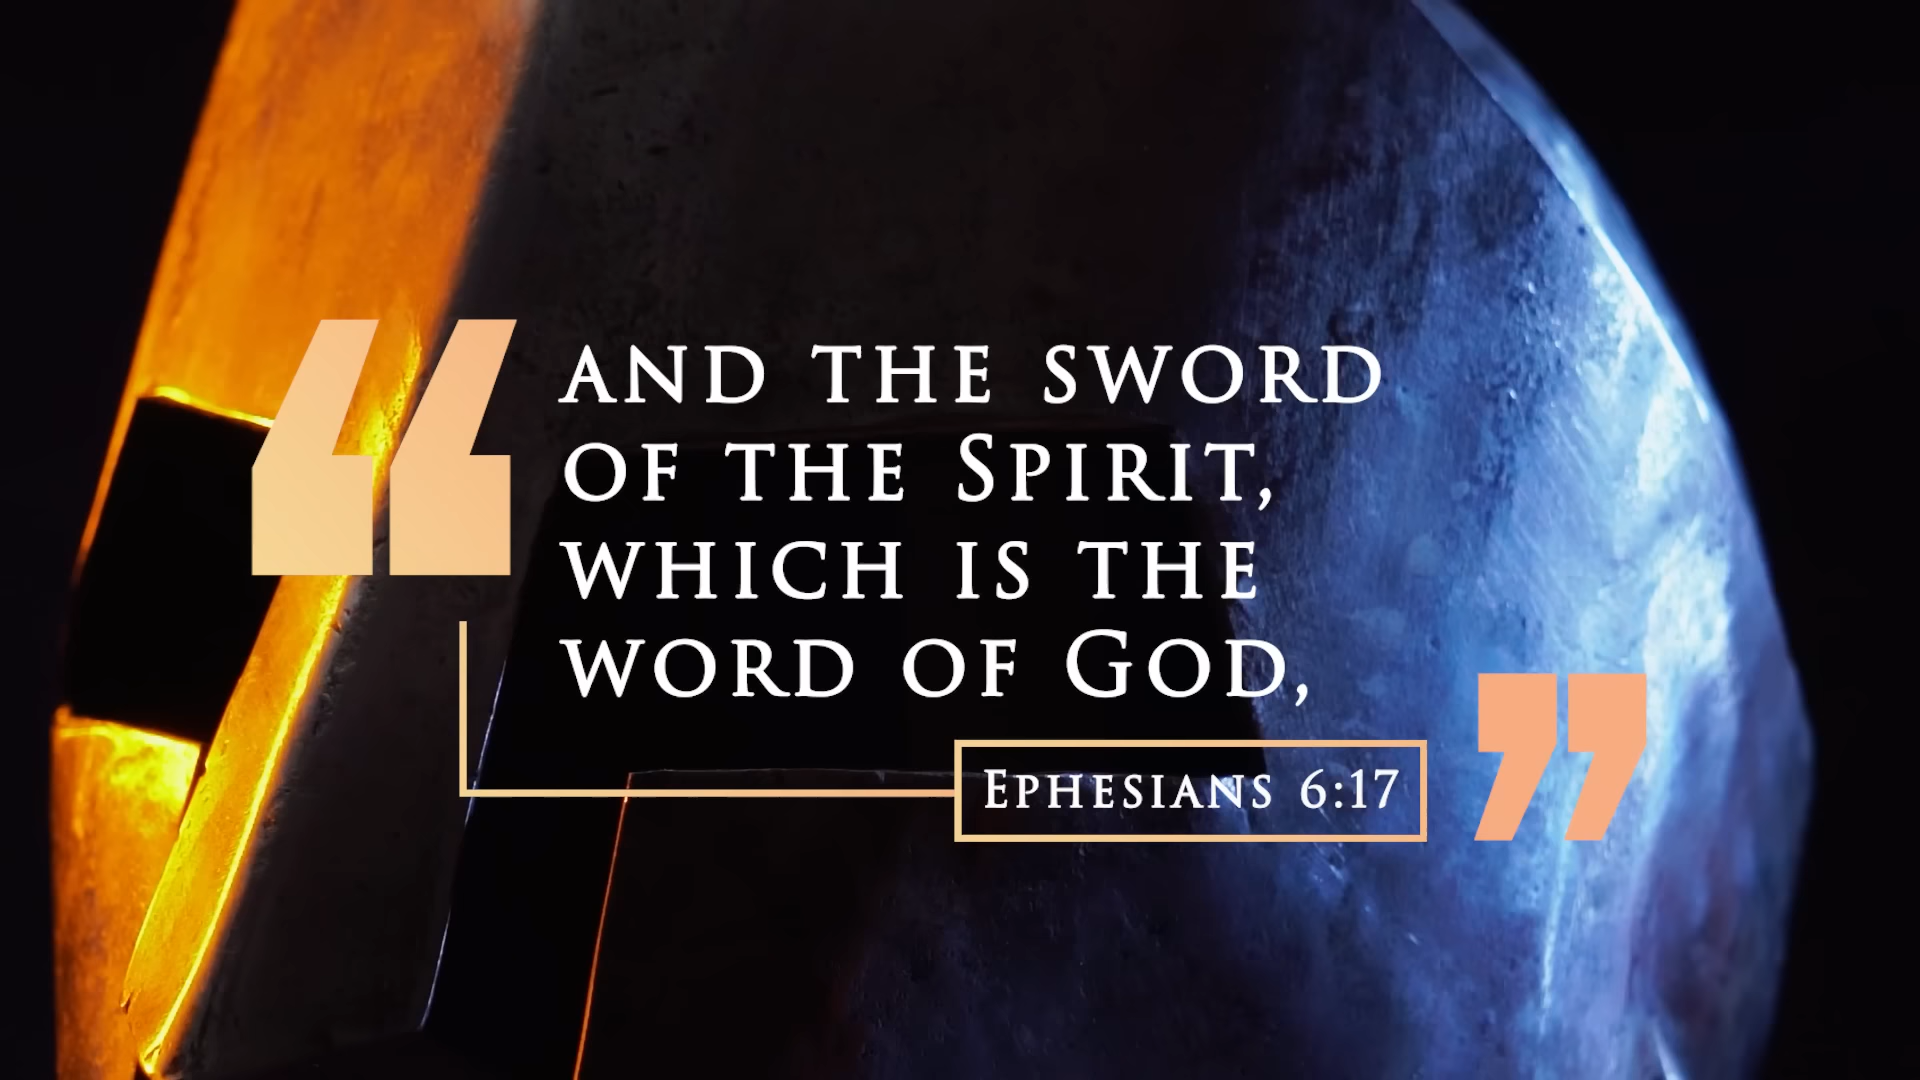 “AND THE SWORD
OF THE SPIRIT,
WHICH IS THE
WORD OF GOD,”
EPHESIANS 6:17